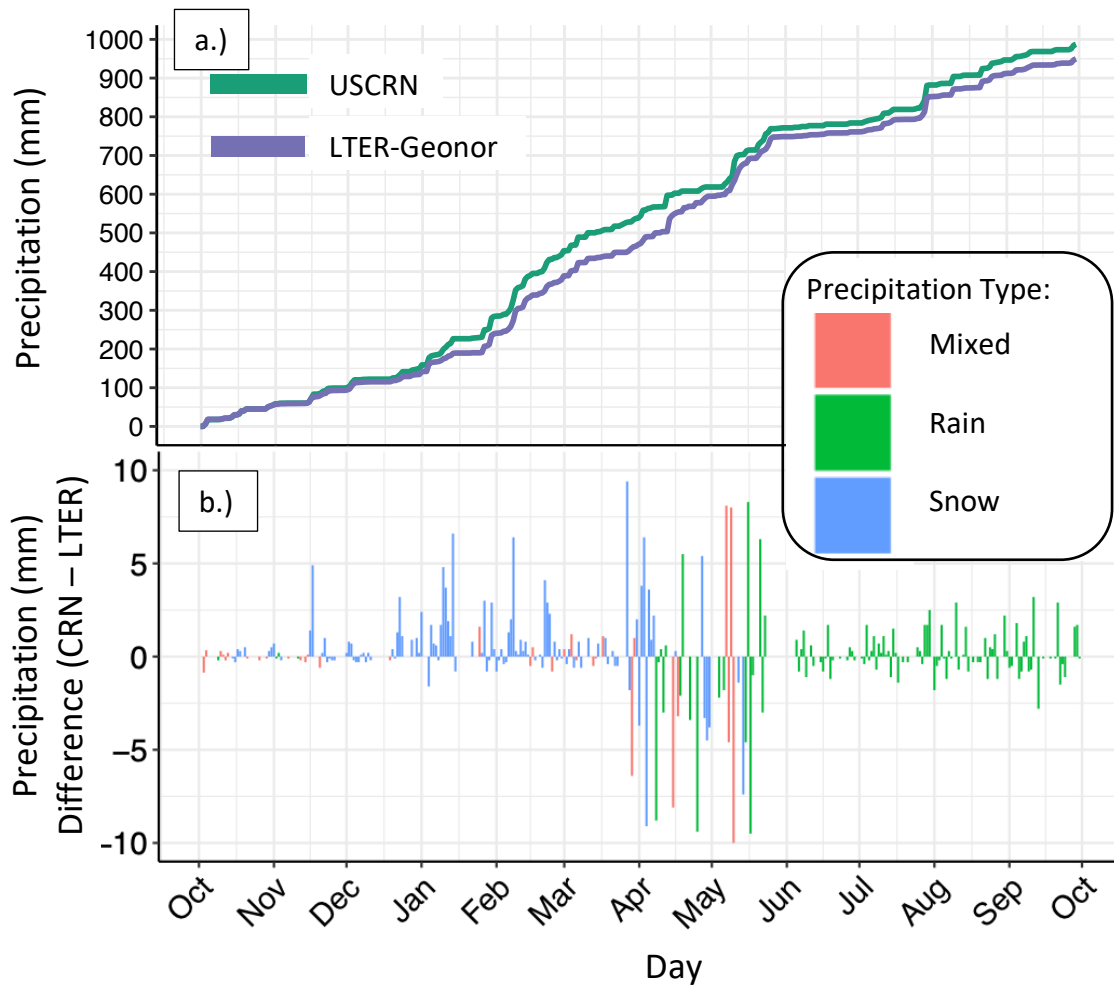 a.)
USCRN
LTER-Geonor
Precipitation (mm)
1000
900
800
700
600
500
400
300
200
100
0
Precipitation Type:
Mixed
Rain
Snow
b.)
Precipitation (mm)
Difference (CRN – LTER)
10
5
0
−5
−10
Oct Nov Dec Jan Feb Mar Apr May Jun Jul Aug Sep Oct
Day